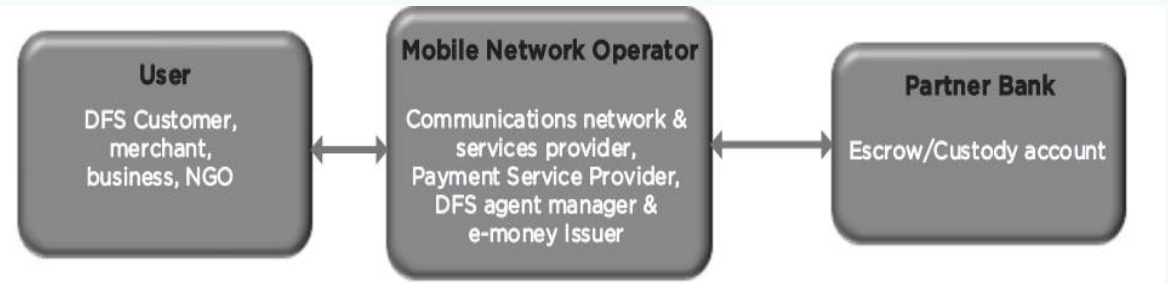 User
DFS Customer,
merchant,
business, NGO
Mobile Network Operator
Communications network &
services provider,
Payment Service Provider,
DFS agent manager &
e-money Issuer
Partner Bank
Escrow/Custody account